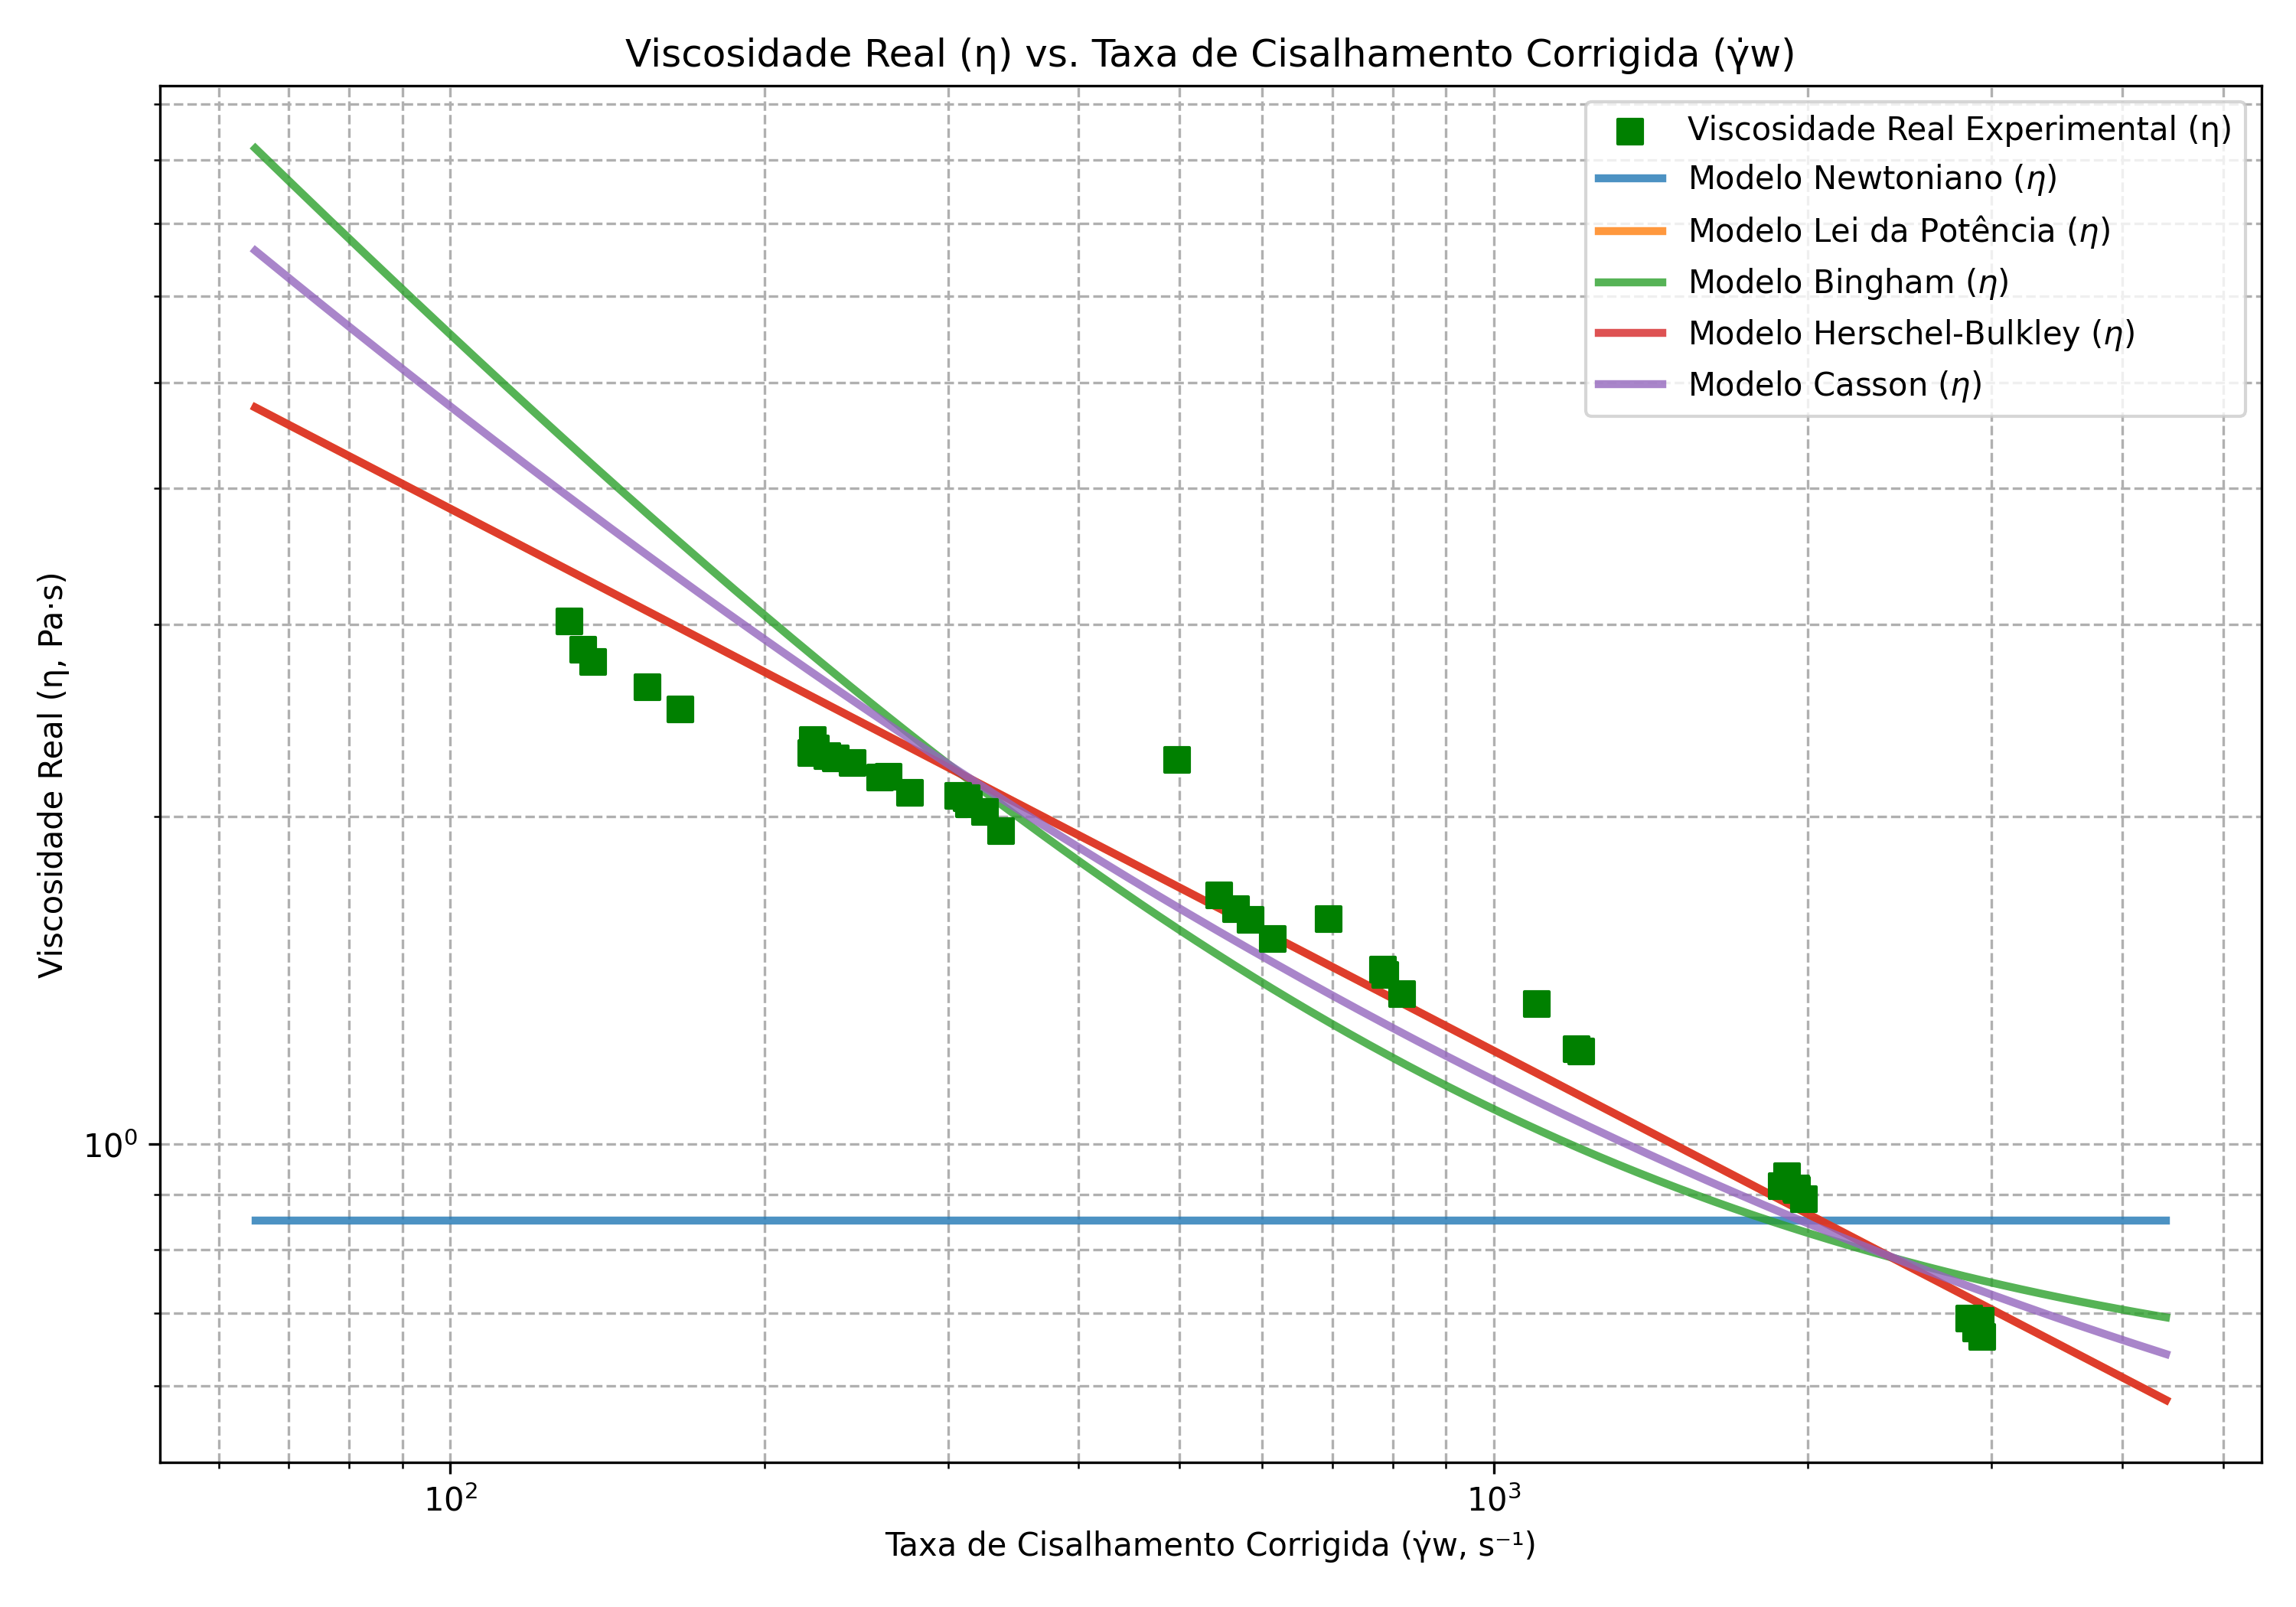 Viscosidade Real (η) vs. Taxa de Cisalhamento Corrigida (γ̇w)
Viscosidade Real Experimental (η)
Modelo Newtoniano (η)
Modelo Lei da Potência (η)
Modelo Bingham (η)
Modelo Herschel-Bulkley (η)
Modelo Casson (η)
Viscosidade Real (η, Pa·s)
10⁰
10² 10³
Taxa de Cisalhamento Corrigida (γ̇w, s⁻¹)